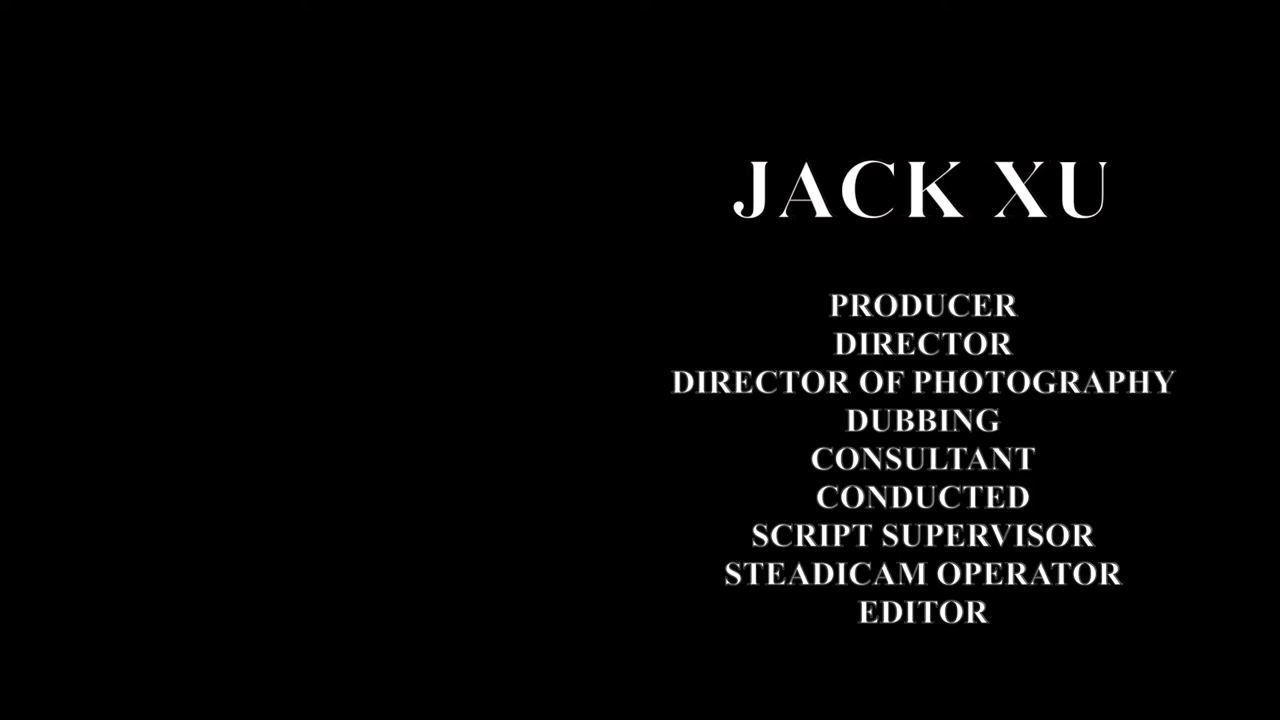 JACK XU
PRODUCER
DIRECTOR
DIRECTOR OF PHOTOGRAPHY
DUBBING
CONSULTANT
CONDUCTED
SCRIPT SUPERVISOR
STEADICAM OPERATOR
EDITOR